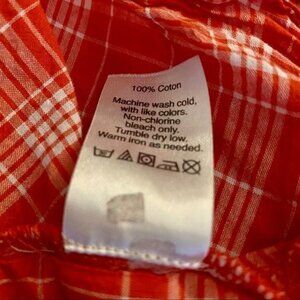 100% Coton
Machine wash cold,
with like colors.
Non-chlorine
bleach only.
Tumble dry low,
Warm iron as needed.